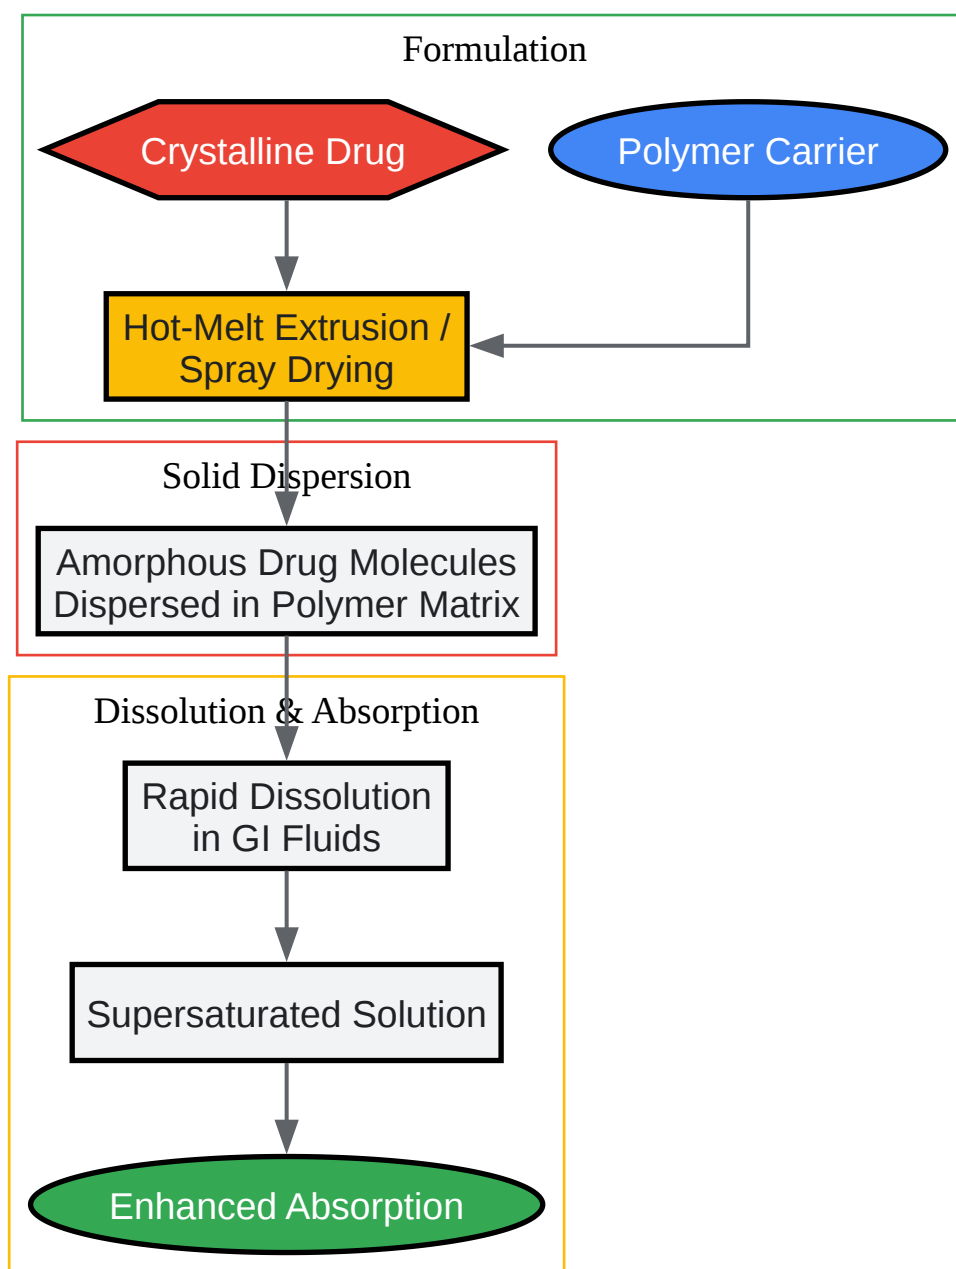 Formulation
Crystalline Drug
Polymer Carrier
Hot-Melt Extrusion /
Spray Drying
Solid Dispersion
Amorphous Drug Molecules
Dispersed in Polymer Matrix
Dissolution & Absorption
Rapid Dissolution
in GI Fluids
Supersaturated Solution
Enhanced Absorption